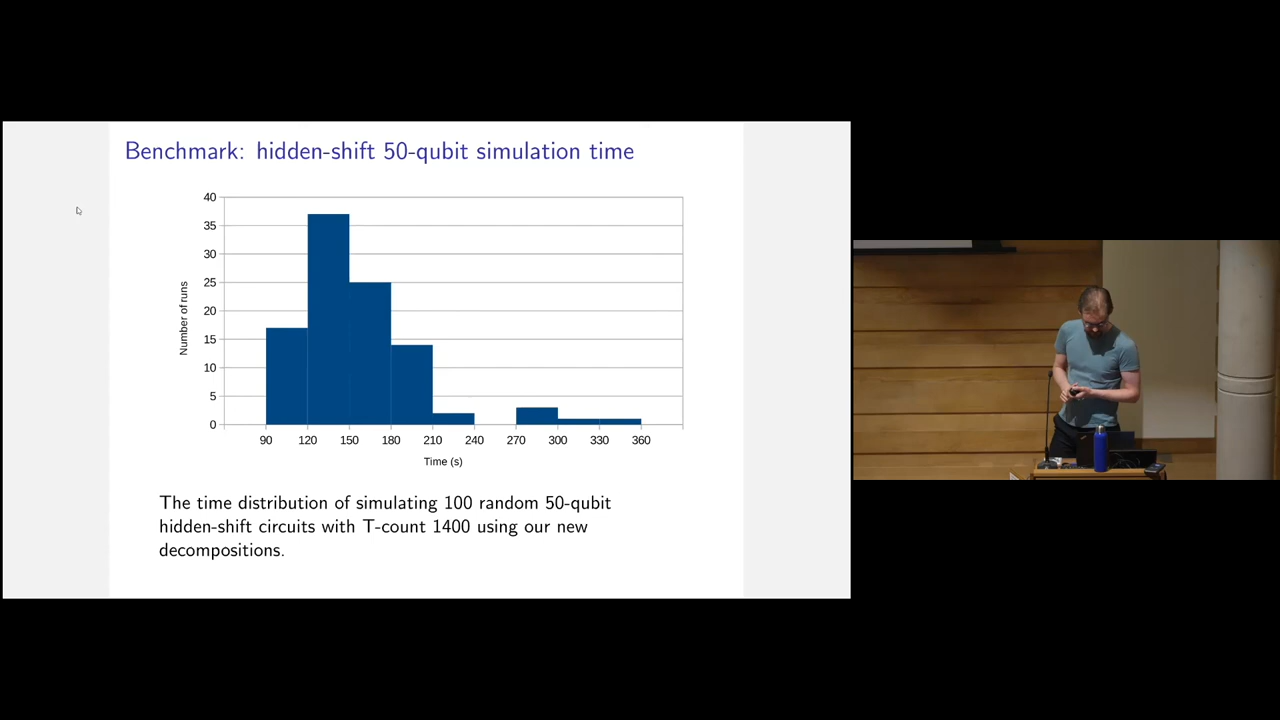 Benchmark: hidden-shift 50-qubit simulation time
40
35
30
25
20
15
10
5
0
Number of runs
90 120 150 180 210 240 270 300 330 360
Time (s)
The time distribution of simulating 100 random 50-qubit
hidden-shift circuits with T-count 1400 using our new
decompositions.